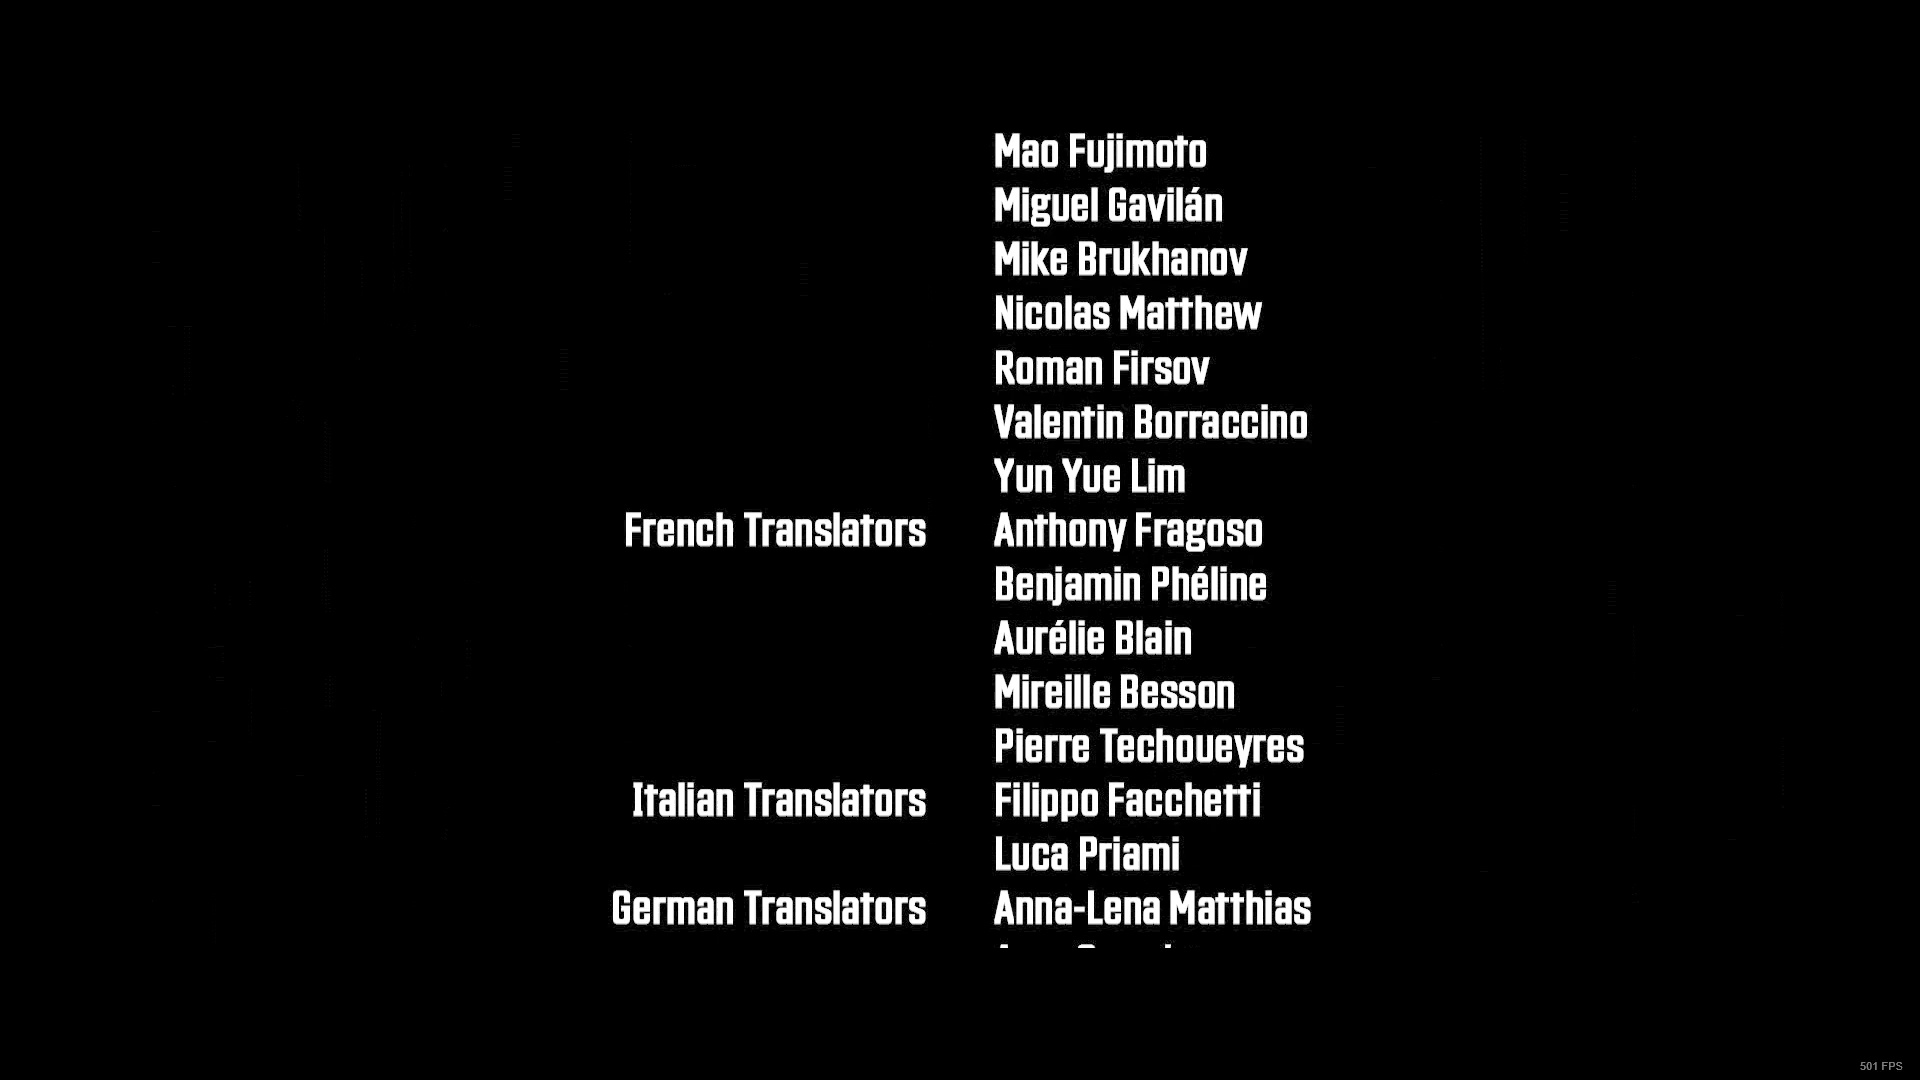 Mao Fujimoto
Miguel Gavilán
Mike Brukhanov
Nicolas Matthew
Roman Firsov
Valentin Borraccino
Yun Yue Lim
French Translators Anthony Fragoso
Benjamin Phéline
Aurélie Blain
Mireille Besson
Pierre Techoueyres
Italian Translators Filippo Facchetti
Luca Priami
German Translators Anna-Lena Matthias
501 FPS